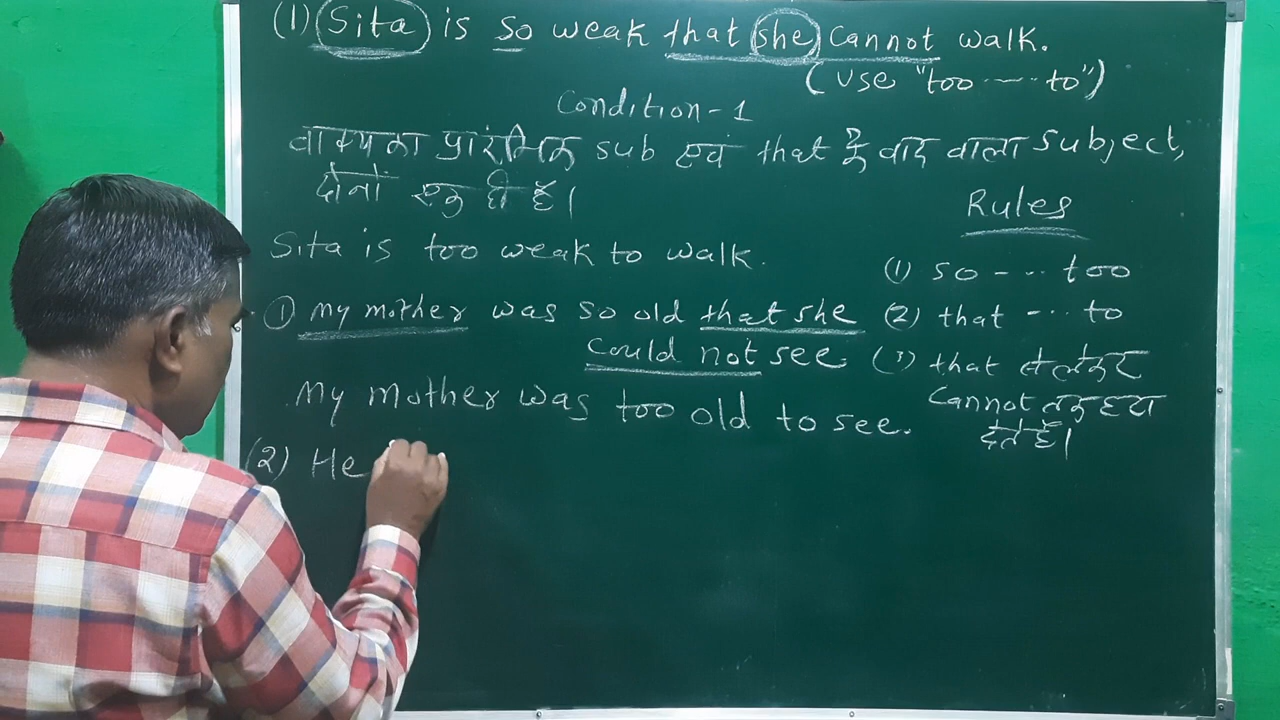 (1) Sita is so weak that she cannot walk.
(Use "too ---- to")
Condition-1
वाक्य का प्रारंभिक sub एवं that के बाद वाला subject,
दोनों एक ही है।
Rules
Sita is too weak to walk.
(1) so --- too
① My mother was so old that she
(2) that --- to
could not see.
(3) that से लेकर
My mother was too old to see.
Cannot तक हटा
देते हैं।
(2) He